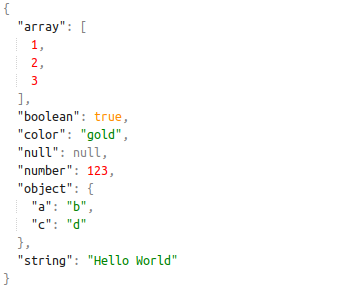 {
  "array": [
    1,
    2,
    3
  ],
  "boolean": true,
  "color": "gold",
  "null": null,
  "number": 123,
  "object": {
    "a": "b",
    "c": "d"
  },
  "string": "Hello World"
}